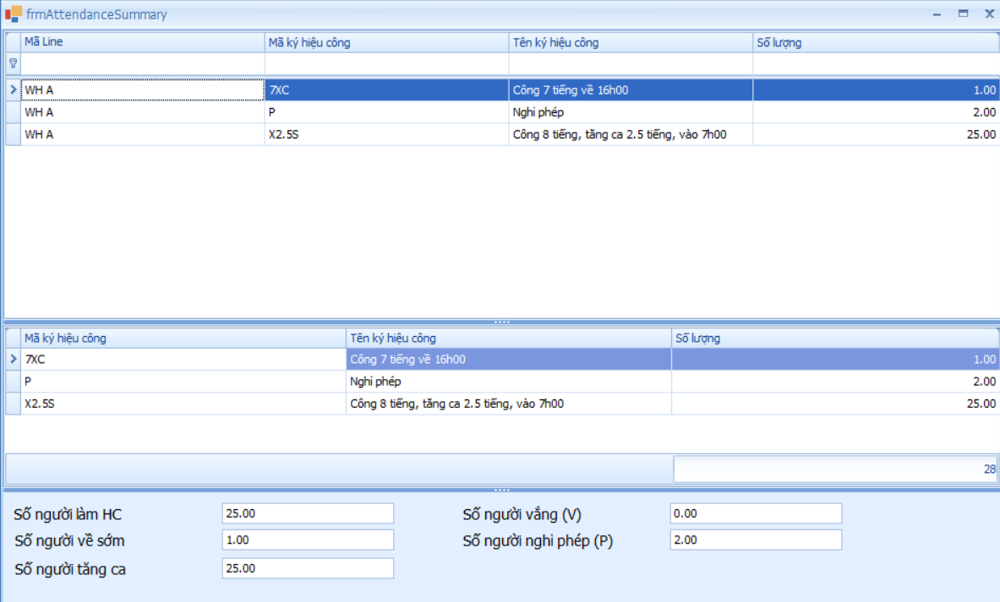 frmAttendanceSummary
Mã Line Mã ký hiệu công Tên ký hiệu công Số lượng
WH A 7XC Công 7 tiếng về 16h00 1.00
WH A P Nghỉ phép 2.00
WH A X2.5S Công 8 tiếng, tăng ca 2.5 tiếng, vào 7h00 25.00
Mã ký hiệu công Tên ký hiệu công Số lượng
7XC Công 7 tiếng về 16h00 1.00
P Nghỉ phép 2.00
X2.5S Công 8 tiếng, tăng ca 2.5 tiếng, vào 7h00 25.00
28
Số người làm HC 25.00 Số người vắng (V) 0.00
Số người về sớm 1.00 Số người nghỉ phép (P) 2.00
Số người tăng ca 25.00